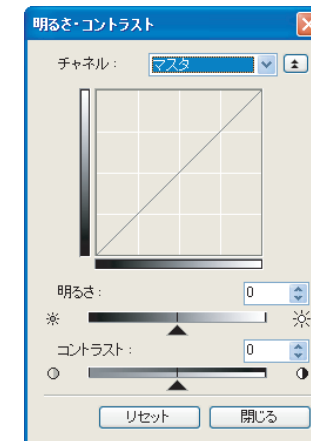 明るさ・コントラスト
チャネル： マスタ
明るさ： 0
コントラスト： 0
リセット 閉じる